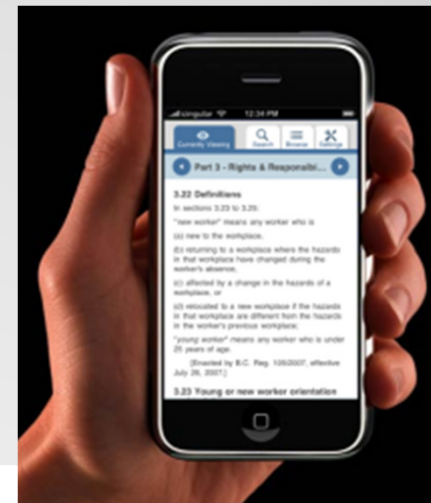 cingular 12:34 PM
Currently Viewing Search Browse Settings
Part 3 - Rights & Responsibi...
3.22 Definitions
In sections 3.23 to 3.25:
"new worker" means any worker who is
(a) new to the workplace,
(b) returning to a workplace where the hazards
in that workplace have changed during the
worker's absence,
(c) affected by a change in the hazards of a
workplace, or
(d) relocated to a new workplace if the hazards
in that workplace are different from the hazards
in the worker's previous workplace;
"young worker" means any worker who is under
25 years of age.
[Enacted by B.C. Reg. 105/2007, effective
July 26, 2007.]
3.23 Young or new worker orientation